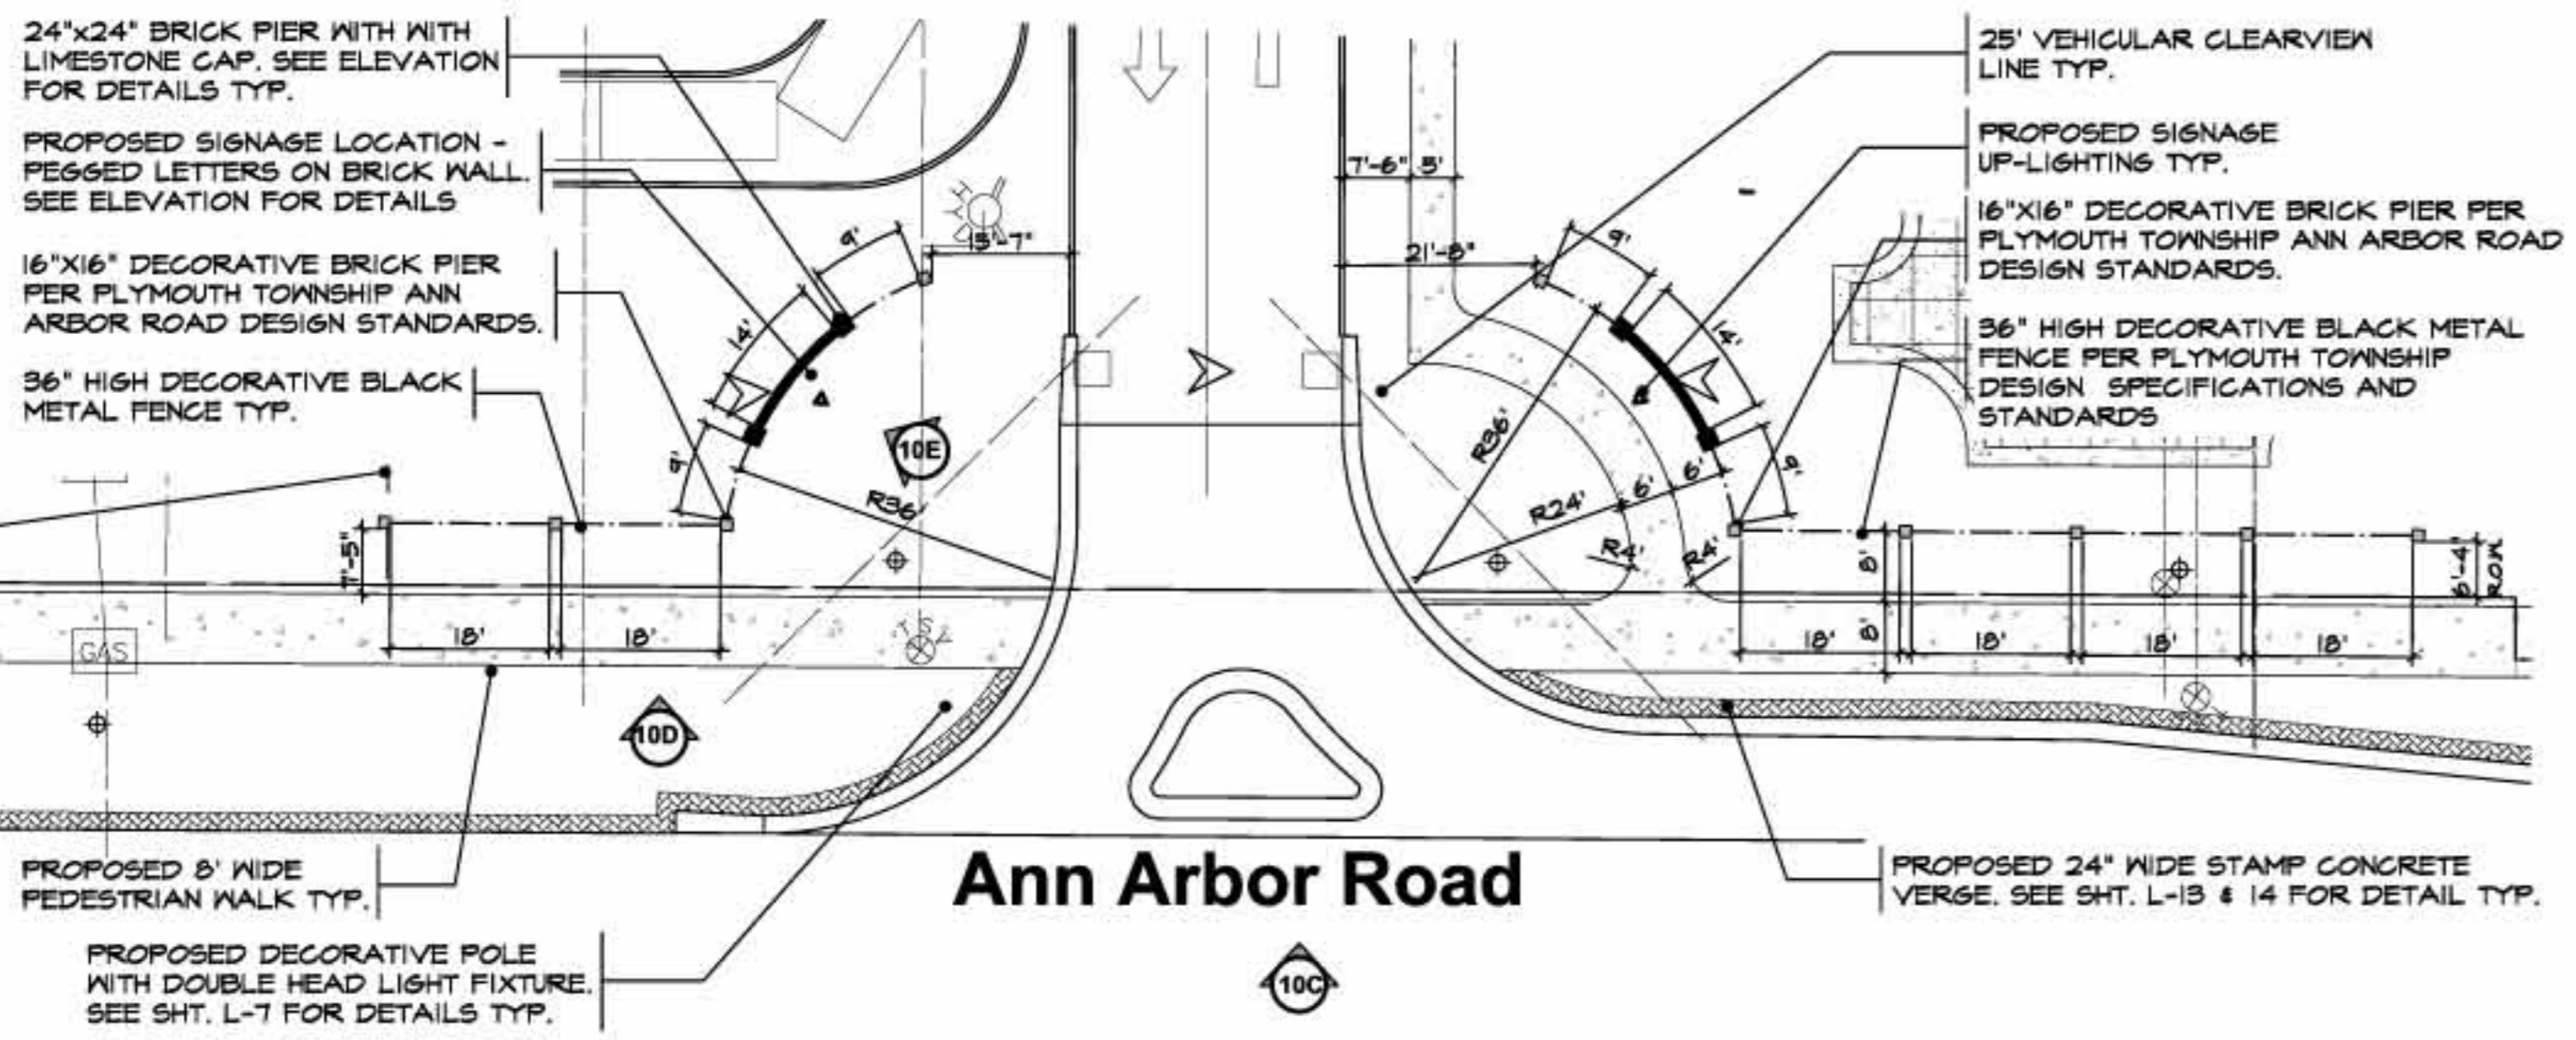 24"x24" BRICK PIER WITH WITH
LIMESTONE CAP. SEE ELEVATION
FOR DETAILS TYP.
PROPOSED SIGNAGE LOCATION -
PEGGED LETTERS ON BRICK WALL.
SEE ELEVATION FOR DETAILS
16"X16" DECORATIVE BRICK PIER
PER PLYMOUTH TOWNSHIP ANN
ARBOR ROAD DESIGN STANDARDS.
36" HIGH DECORATIVE BLACK
METAL FENCE TYP.
25' VEHICULAR CLEARVIEW
LINE TYP.
PROPOSED SIGNAGE
UP-LIGHTING TYP.
16"X16" DECORATIVE BRICK PIER PER
PLYMOUTH TOWNSHIP ANN ARBOR ROAD
DESIGN STANDARDS.
36" HIGH DECORATIVE BLACK METAL
FENCE PER PLYMOUTH TOWNSHIP
DESIGN SPECIFICATIONS AND
STANDARDS
9'
14'
9'
HY
R36'
10E
7'-5"
18'
18'
GAS
10D
7'-6"
5'
21'-8"
9'
14'
9'
R36'
R24'
6'
6'
R4'
R4'
8'
8'
18'
18'
18'
18'
6'-4"
ROW
PROPOSED 8' WIDE
PEDESTRIAN WALK TYP.
PROPOSED DECORATIVE POLE
WITH DOUBLE HEAD LIGHT FIXTURE.
SEE SHT. L-7 FOR DETAILS TYP.
Ann Arbor Road
10C
PROPOSED 24" WIDE STAMP CONCRETE
VERGE. SEE SHT. L-13 & 14 FOR DETAIL TYP.